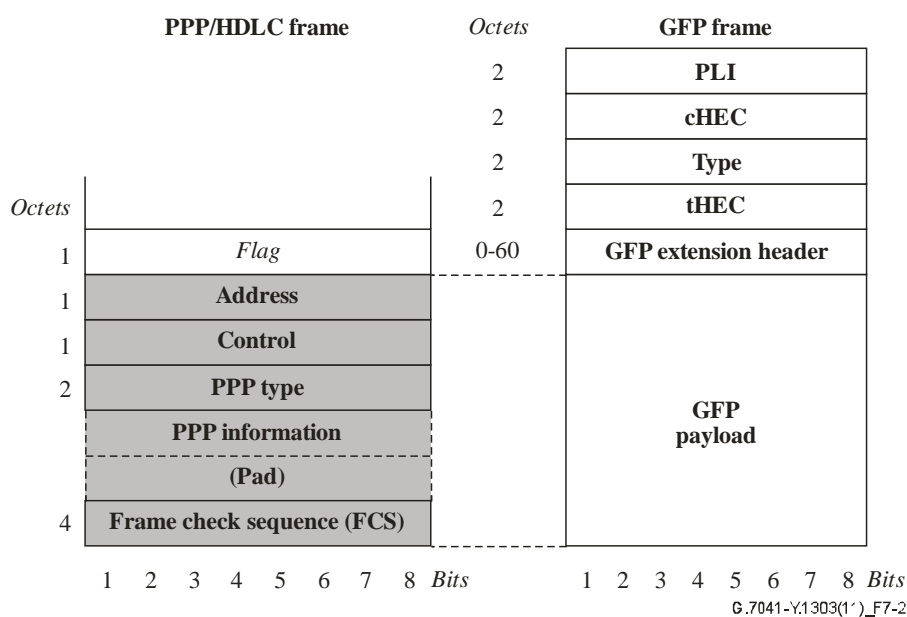 PPP/HDLC frame Octets GFP frame
2 PLI
2 cHEC
2 Type
Octets 2 tHEC
1 Flag 0-60 GFP extension header
1 Address
1 Control
2 PPP type
PPP information
GFP
payload
(Pad)
4 Frame check sequence (FCS)
1 2 3 4 5 6 7 8 Bits 1 2 3 4 5 6 7 8 Bits
G.7041-Y.1303(11)_F7-2